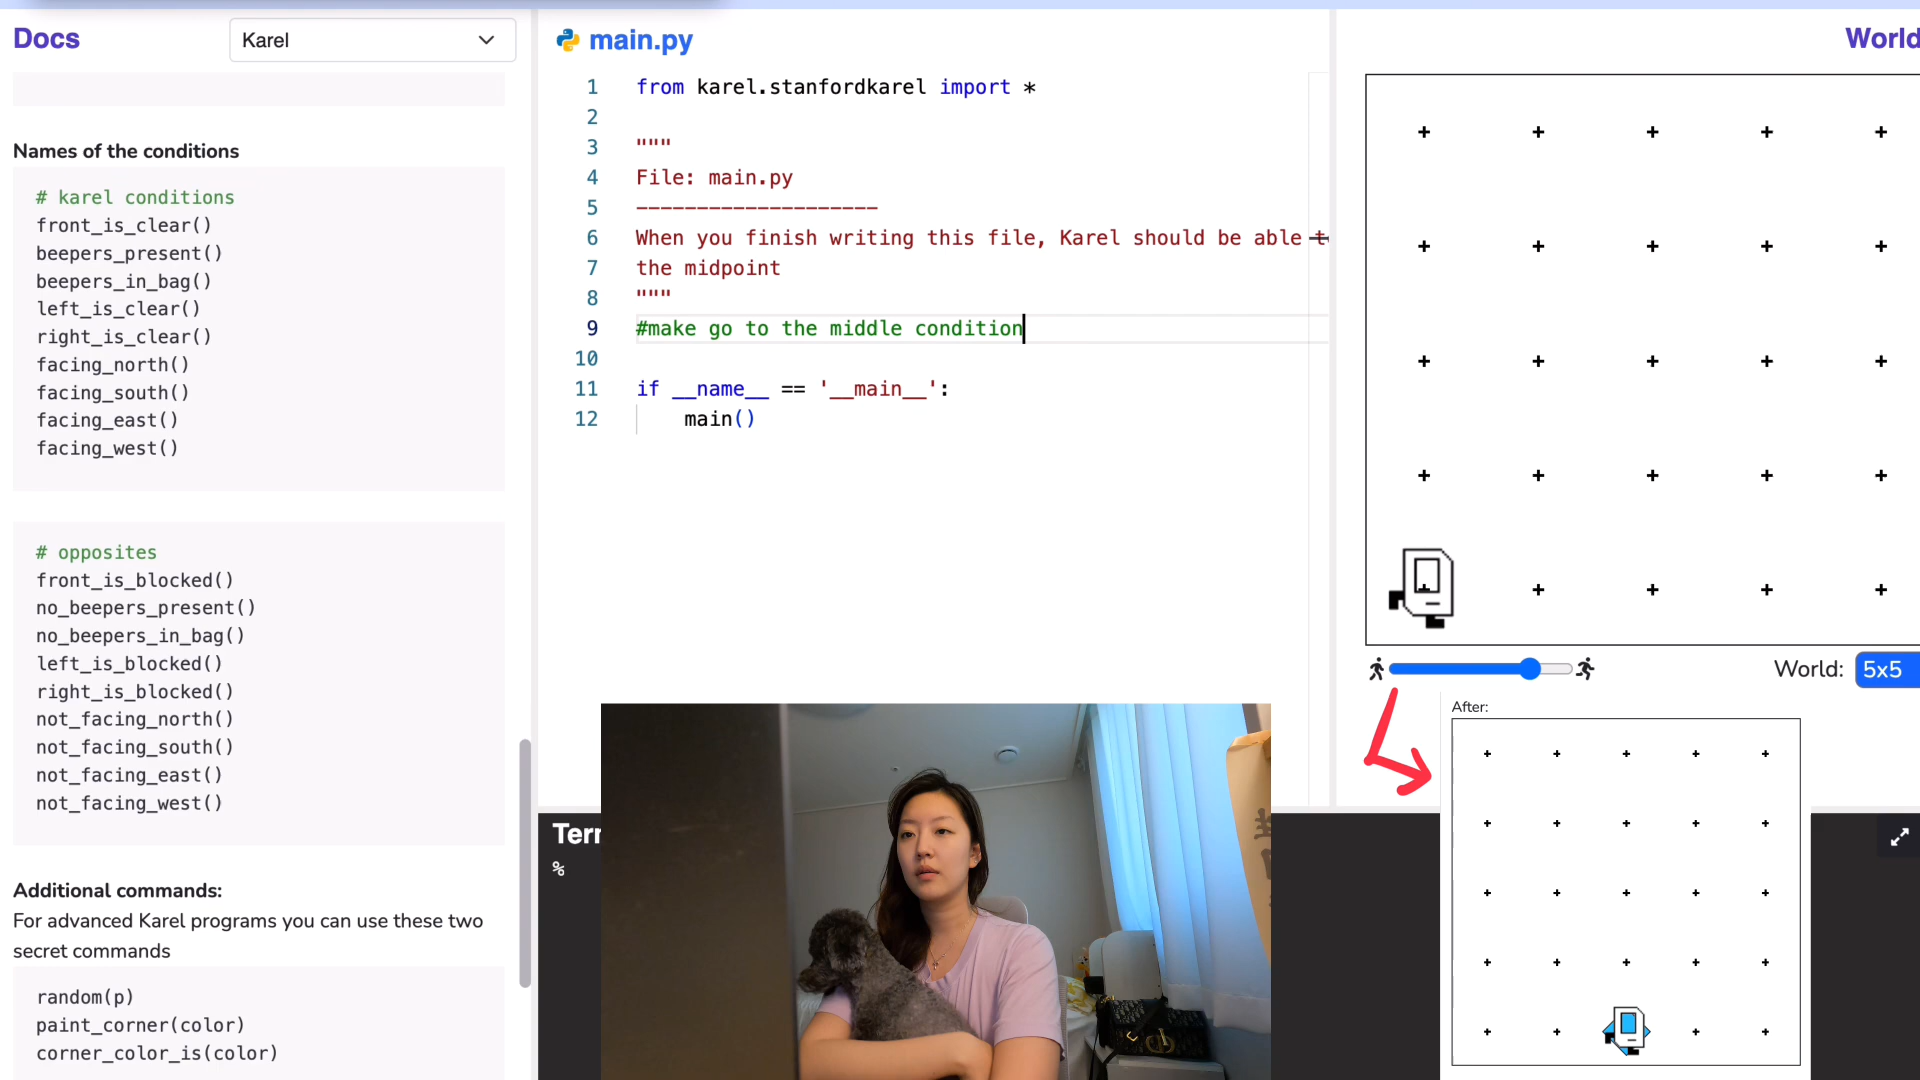 Docs
Karel
Names of the conditions
# karel conditions
front_is_clear()
beepers_present()
beepers_in_bag()
left_is_clear()
right_is_clear()
facing_north()
facing_south()
facing_east()
facing_west()
# opposites
front_is_blocked()
no_beepers_present()
no_beepers_in_bag()
left_is_blocked()
right_is_blocked()
not_facing_north()
not_facing_south()
not_facing_east()
not_facing_west()
Additional commands:
For advanced Karel programs you can use these two
secret commands
random(p)
paint_corner(color)
corner_color_is(color)
main.py
1 from karel.stanfordkarel import *
2
3 """
4 File: main.py
5 --------------------
6 When you finish writing this file, Karel should be able
7 the midpoint
8 """
9 #make go to the middle condition
10
11 if __name__ == '__main__':
12 main()
World
World: 5x5
After:
Term
%